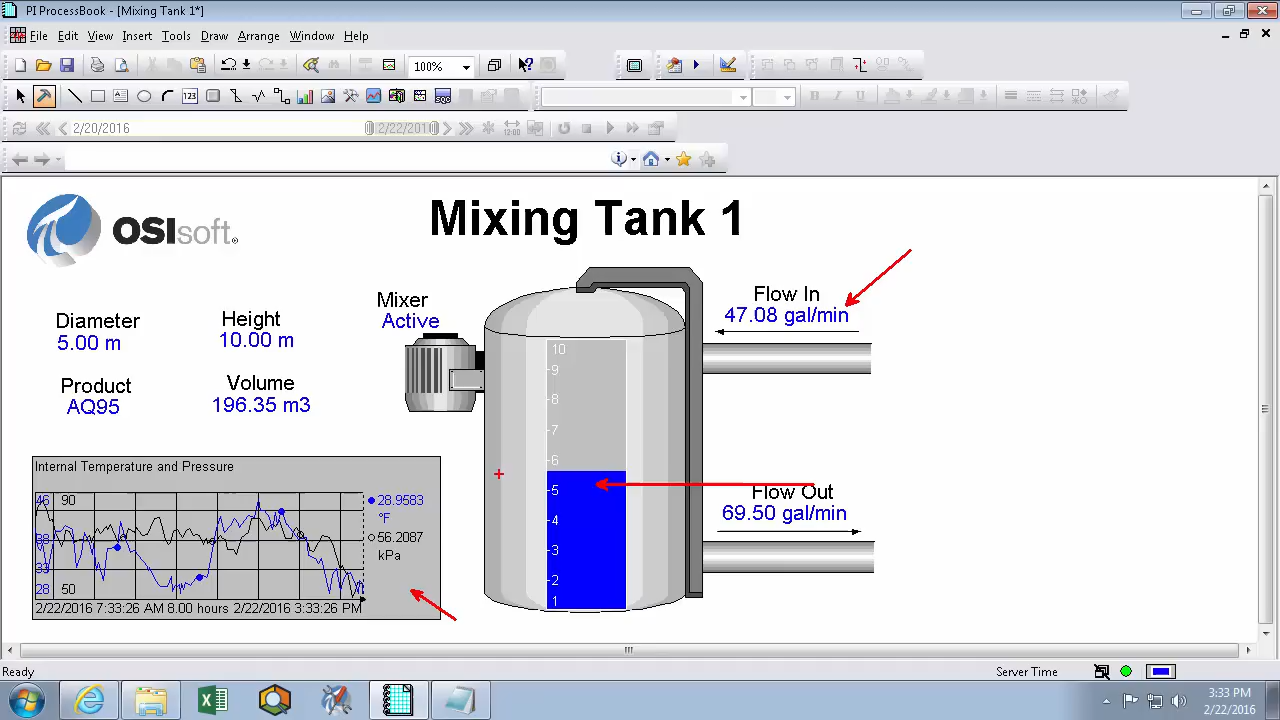 PI ProcessBook - [Mixing Tank 1*]
File Edit View Insert Tools Draw Arrange Window Help
100%
123
SQC
2/20/2016
2/22/2016
12:00
B I U
OSIsoft.
Mixing Tank 1
Diameter
5.00 m
Height
10.00 m
Product
AQ95
Volume
196.35 m3
Mixer
Active
Flow In
47.08 gal/min
Flow Out
69.50 gal/min
10
9
8
7
6
5
4
3
2
1
Internal Temperature and Pressure
46 90
38
33
28 50
28.9583
°F
56.2087
kPa
2/22/2016 7:33:26 AM 8.00 hours 2/22/2016 3:33:26 PM
Ready
Server Time
3:33 PM
2/22/2016